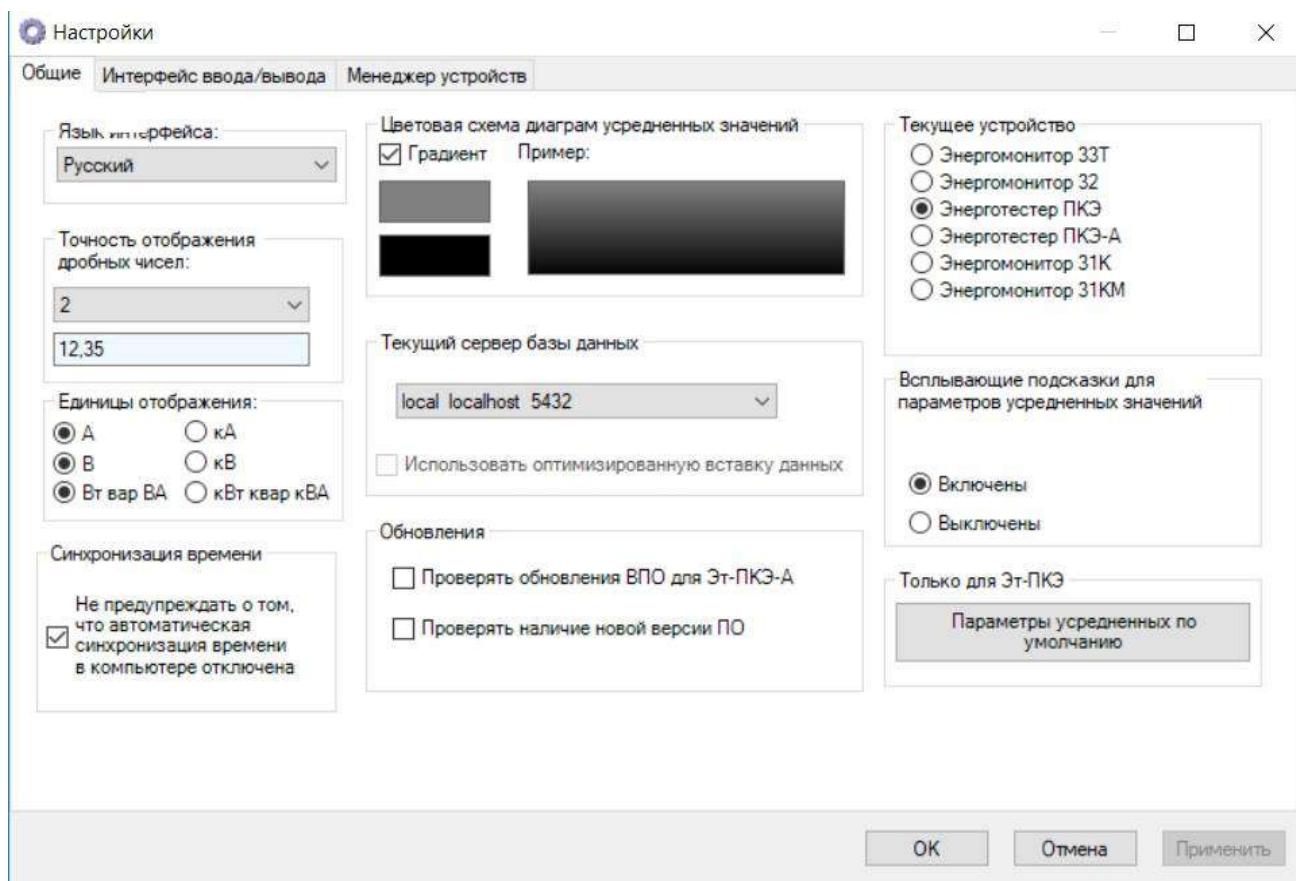 Настройки
Общие
Интерфейс ввода/вывода
Менеджер устройств
Язык интерфейса:
Русский
Точность отображения
дробных чисел:
2
12,35
Единицы отображения:
А
кА
В
кВ
Вт вар ВА
кВт квар кВА
Синхронизация времени
Не предупреждать о том,
что автоматическая
синхронизация времени
в компьютере отключена
Цветовая схема диаграм усредненных значений
Градиент
Пример:
Текущий сервер базы данных
local localhost 5432
Использовать оптимизированную вставку данных
Обновления
Проверять обновления ВПО для Эт-ПКЭ-А
Проверять наличие новой версии ПО
Текущее устройство
Энергомонитор 33Т
Энергомонитор 32
Энерготестер ПКЭ
Энерготестер ПКЭ-А
Энергомонитор 31К
Энергомонитор 31КМ
Всплывающие подсказки для
параметров усредненных значений
Включены
Выключены
Только для Эт-ПКЭ
Параметры усредненных по
умолчанию
OK
Отмена
Применить